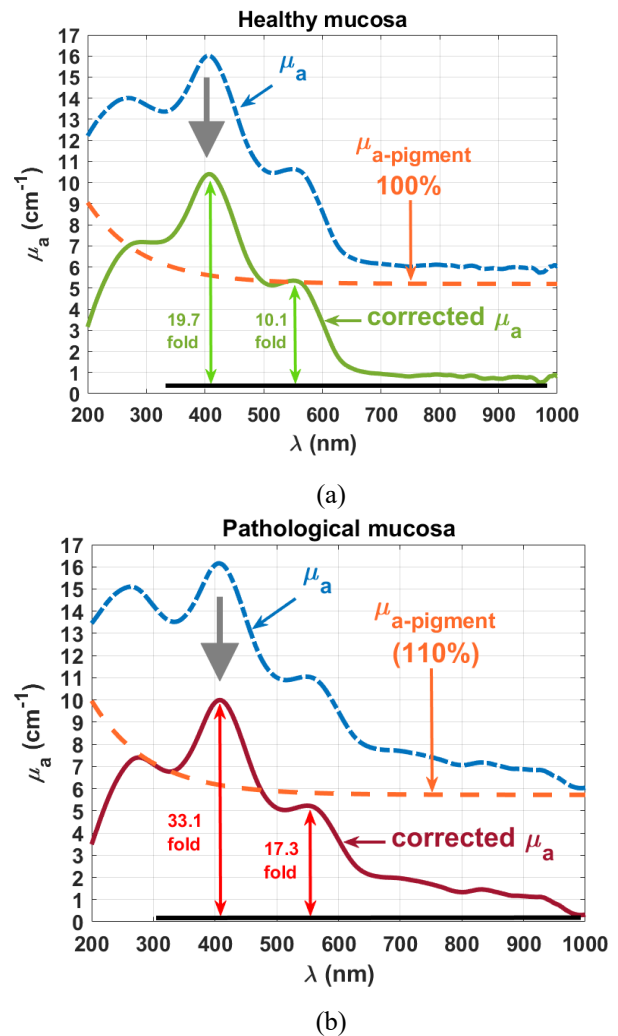 Healthy mucosa
17
16
15
14
13
12
11
10
9
8
7
6
5
4
3
2
1
0
μa (cm-1)
μa
μa-pigment
100%
19.7
fold
10.1
fold
corrected μa
200 300 400 500 600 700 800 900 1000
λ (nm)
(a)
Pathological mucosa
17
16
15
14
13
12
11
10
9
8
7
6
5
4
3
2
1
0
μa (cm-1)
μa
μa-pigment
(110%)
33.1
fold
17.3
fold
corrected μa
200 300 400 500 600 700 800 900 1000
λ (nm)
(b)